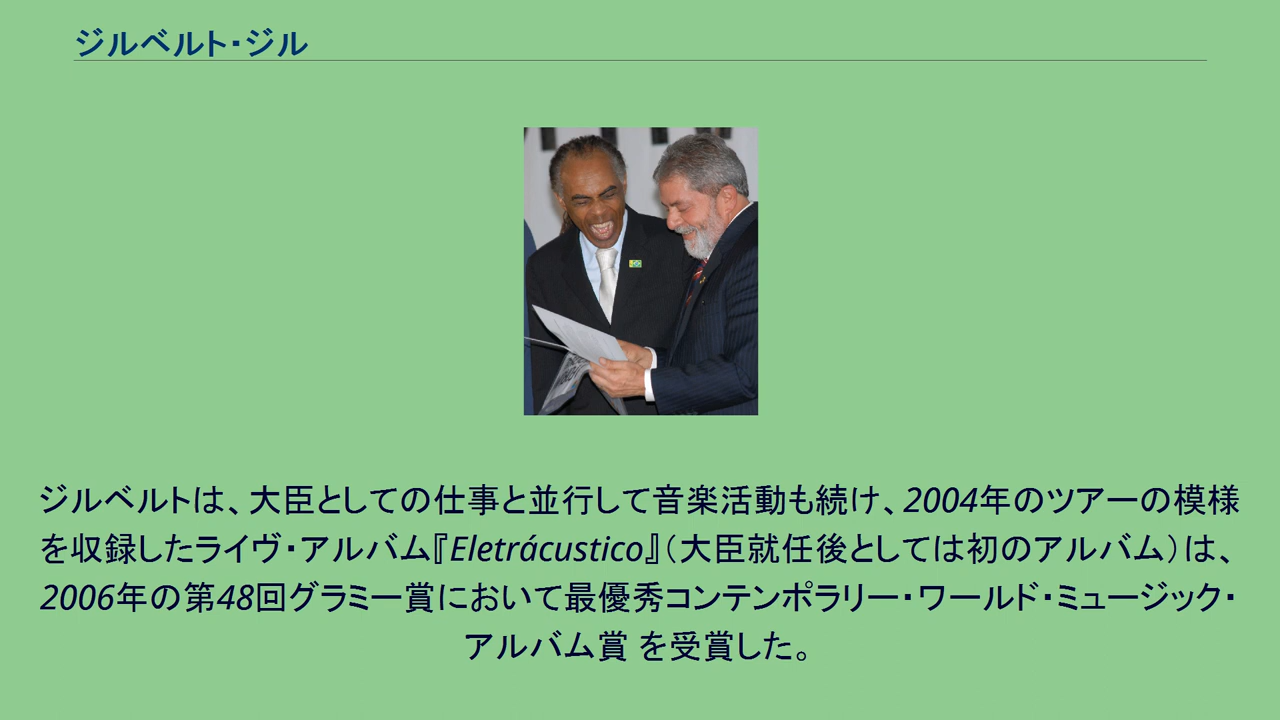 ジルベルト・ジル
ジルベルトは、大臣としての仕事と並行して音楽活動も続け、2004年のツアーの模様
を収録したライヴ・アルバム『Eletrácustico』（大臣就任後としては初のアルバム）は、
2006年の第48回グラミー賞において最優秀コンテンポラリー・ワールド・ミュージック・
アルバム賞 を受賞した。